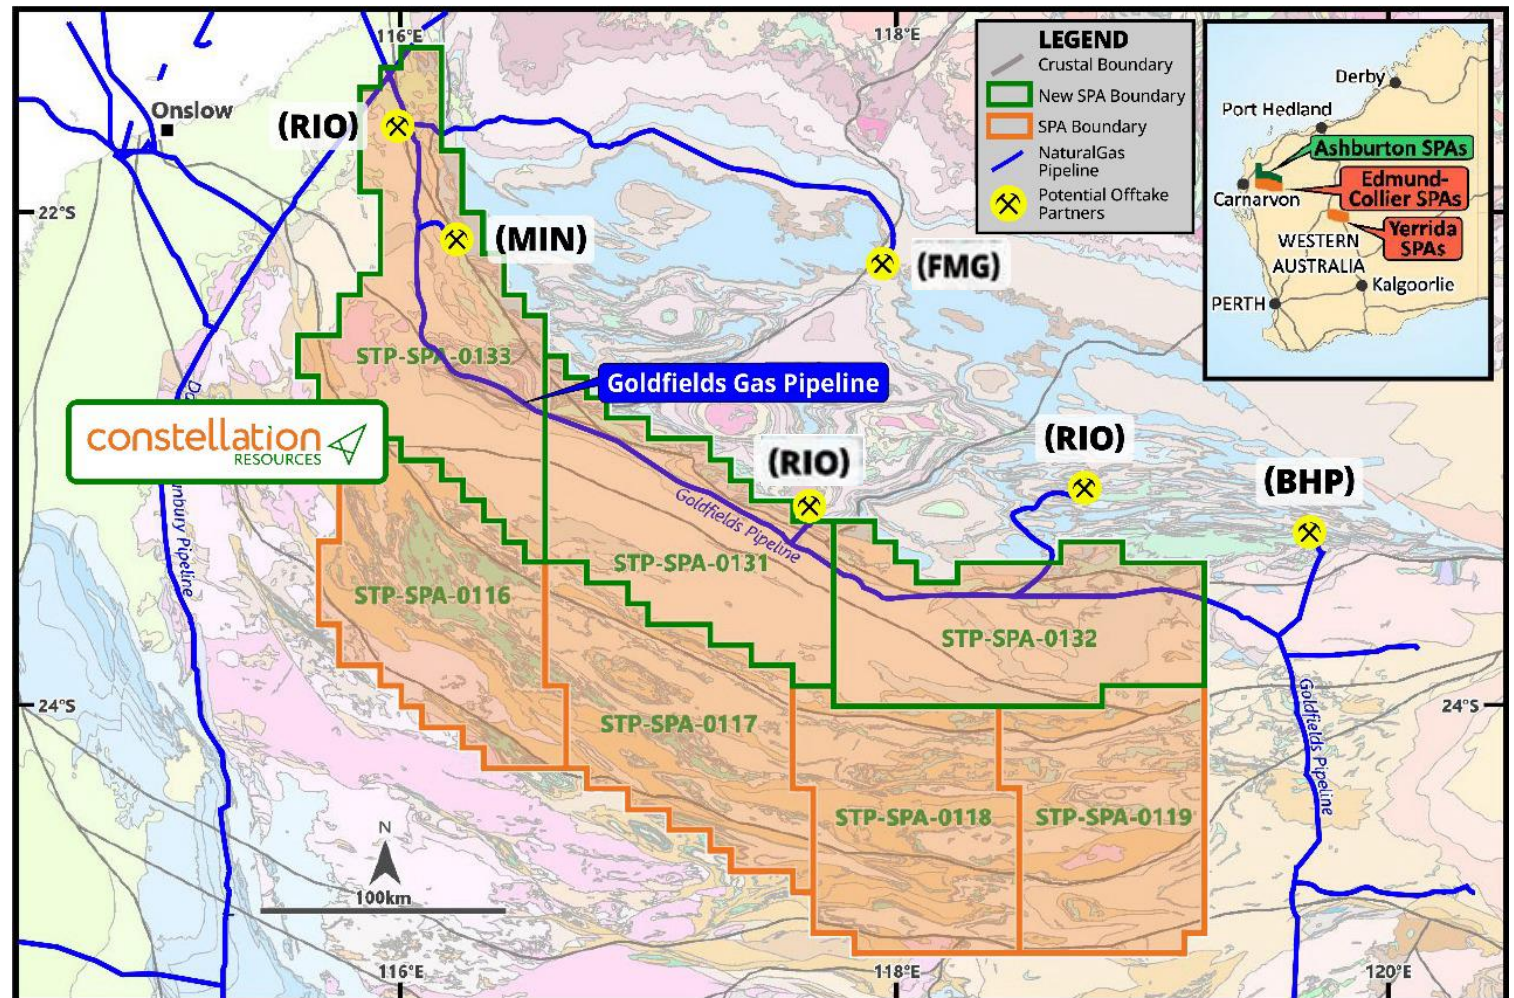 116°E
118°E
LEGEND
Crustal Boundary
New SPA Boundary
SPA Boundary
NaturalGas
Pipeline
Potential Offtake
Partners
Derby
Port Hedland
Ashburton SPAs
Edmund-
Collier SPAs
Carnarvon
Yerrida
SPAs
WESTERN
AUSTRALIA
Kalgoorlie
PERTH
Onslow
(RIO)
22°S
(MIN)
(FMG)
STP-SPA-0133
Goldfields Gas Pipeline
constellation
RESOURCES
(RIO)
(RIO)
(BHP)
Goldfields Pipeline
Pipeline
STP-SPA-0131
STP-SPA-0116
STP-SPA-0132
24°S
24°S
STP-SPA-0117
Goldfields Pipeline
STP-SPA-0118
STP-SPA-0119
N
100km
116°E
118°E
120°E